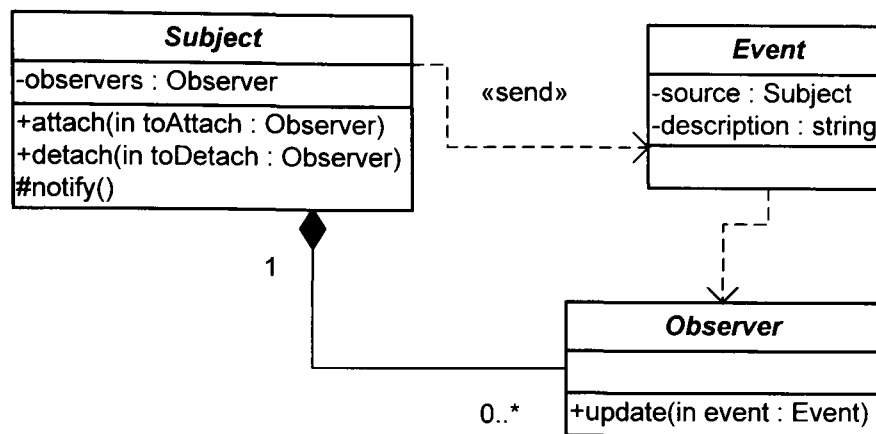 Subject
-observers : Observer
+attach(in toAttach : Observer)
+detach(in toDetach : Observer)
#notify()
«send»
Event
-source : Subject
-description : string
1
0..*
Observer
+update(in event : Event)